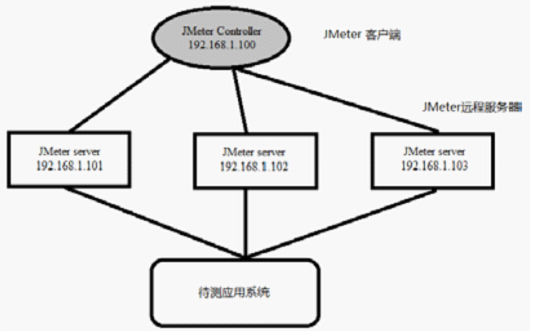 JMeter Controller
192.168.1.100
JMeter 客户端
JMeter远程服务器
JMeter server
192.168.1.101
JMeter server
192.168.1.102
JMeter server
192.168.1.103
待测应用系统